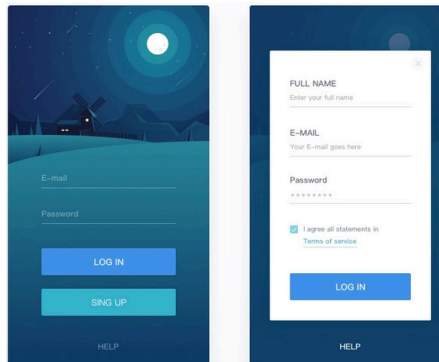 E-mail
Password
LOG IN
SING UP
HELP
FULL NAME
Enter your full name
E-MAIL
Your E-mail goes here
Password
********
I agree all statements in
Terms of service
LOG IN
HELP